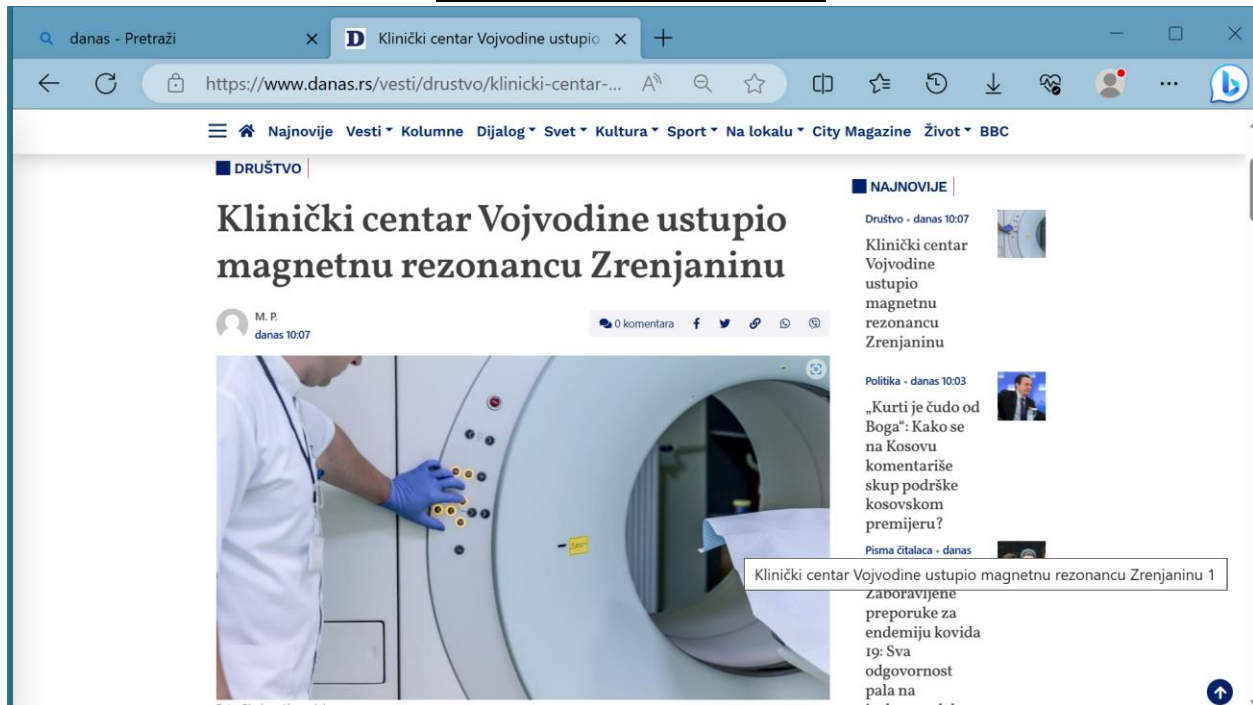 danas - Pretraži
Klinički centar Vojvodine ustupio
https://www.danas.rs/vesti/drustvo/klinicki-centar-...
Najnovije Vesti Kolumne Dijalog Svet Kultura Sport Na lokalu City Magazine Život BBC
DRUŠTVO
Klinički centar Vojvodine ustupio
magnetnu rezonancu Zrenjaninu
M. P.
danas 10:07
0 komentara
NAJNOVIJE
Društvo - danas 10:07
Klinički centar
Vojvodine
ustupio
magnetnu
rezonancu
Zrenjaninu
Politika - danas 10:03
„Kurti je čudo od
Boga“: Kako se
na Kosovu
komentariše
skup podrške
kosovskom
premijeru?
Pisma čitalaca - danas
Klinički centar Vojvodine ustupio magnetnu rezonancu Zrenjaninu 1
Zaboravljene
preporuke za
endemiju kovida
19: Sva
odgovornost
pala na